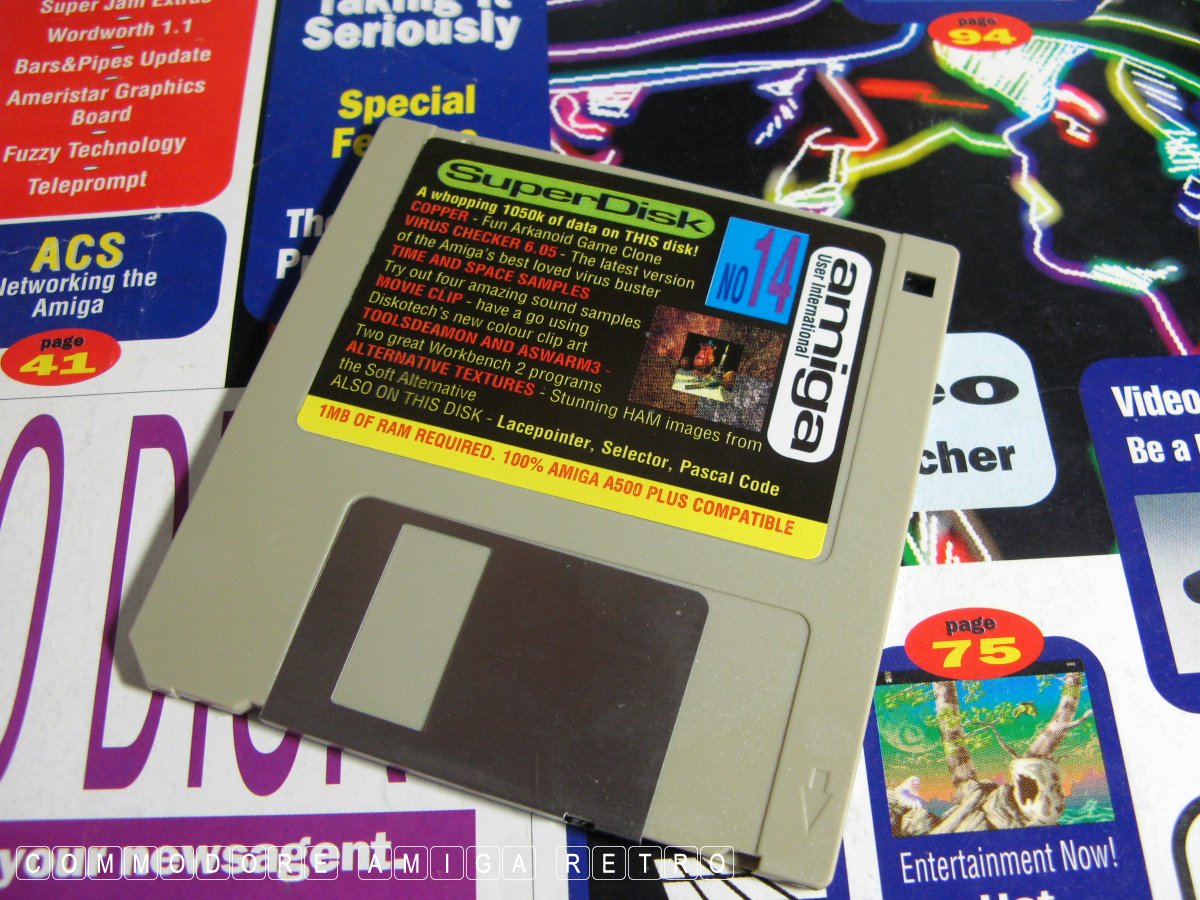 Super Jam Extras
Wordworth 1.1
Bars&Pipes Update
Ameristar Graphics
Board
Fuzzy Technology
Teleprompt
ACS
Networking the
Amiga
page
41
Taking it
Seriously
Special
page
94
SuperDisk
A whopping 1050k of data on THIS disk!
COPPER - Fun Arkanoid Game Clone
VIRUS CHECKER 6.05 - The latest version
of the Amiga's best loved virus buster
TIME AND SPACE SAMPLES
Try out four amazing sound samples
MOVIE CLIP - have a go using
Diskotech's new colour clip art
TOOLSDEAMON AND ASWARM3 -
Two great Workbench 2 programs
ALTERNATIVE TEXTURES - Stunning HAM images from
the Soft Alternative
ALSO ON THIS DISK - Lacepointer, Selector, Pascal Code
1MB OF RAM REQUIRED. 100% AMIGA A500 PLUS COMPATIBLE
NO 14
amiga
User International
Video
Be a
page
75
Entertainment Now!
your newsagent
COMMODORE AMIGA RETRO